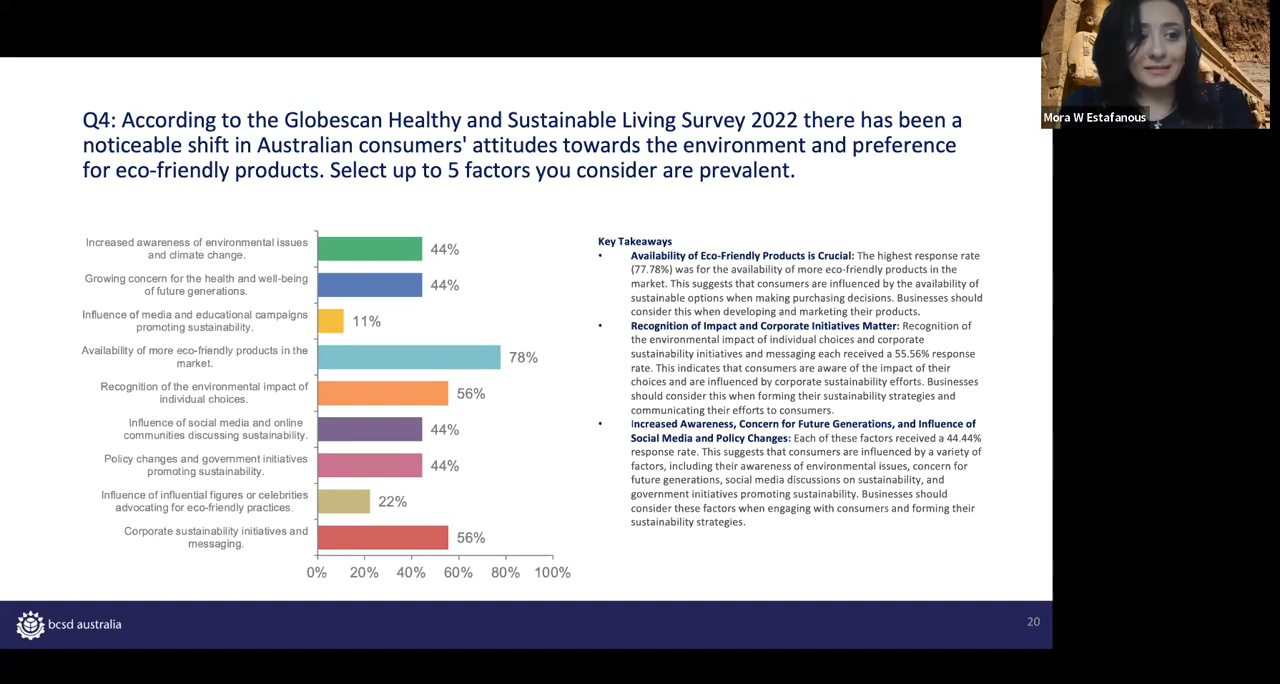 Mora W Estafanous
Q4: According to the Globescan Healthy and Sustainable Living Survey 2022 there has been a
noticeable shift in Australian consumers' attitudes towards the environment and preference
for eco-friendly products. Select up to 5 factors you consider are prevalent.
Increased awareness of environmental issues
and climate change.
44%
Growing concern for the health and well-being
of future generations.
44%
Influence of media and educational campaigns
promoting sustainability.
11%
Availability of more eco-friendly products in the
market.
78%
Recognition of the environmental impact of
individual choices.
56%
Influence of social media and online
communities discussing sustainability.
44%
Policy changes and government initiatives
promoting sustainability.
44%
Influence of influential figures or celebrities
advocating for eco-friendly practices.
22%
Corporate sustainability initiatives and
messaging.
56%
0% 20% 40% 60% 80% 100%
Key Takeaways
• Availability of Eco-Friendly Products is Crucial: The highest response rate
(77.78%) was for the availability of more eco-friendly products in the
market. This suggests that consumers are influenced by the availability of
sustainable options when making purchasing decisions. Businesses should
consider this when developing and marketing their products.
• Recognition of Impact and Corporate Initiatives Matter: Recognition of
the environmental impact of individual choices and corporate
sustainability initiatives and messaging each received a 55.56% response
rate. This indicates that consumers are aware of the impact of their
choices and are influenced by corporate sustainability efforts. Businesses
should consider this when forming their sustainability strategies and
communicating their efforts to consumers.
• Increased Awareness, Concern for Future Generations, and Influence of
Social Media and Policy Changes: Each of these factors received a 44.44%
response rate. This suggests that consumers are influenced by a variety of
factors, including their awareness of environmental issues, concern for
future generations, social media discussions on sustainability, and
government initiatives promoting sustainability. Businesses should
consider these factors when engaging with consumers and forming their
sustainability strategies.
bcsd australia
20